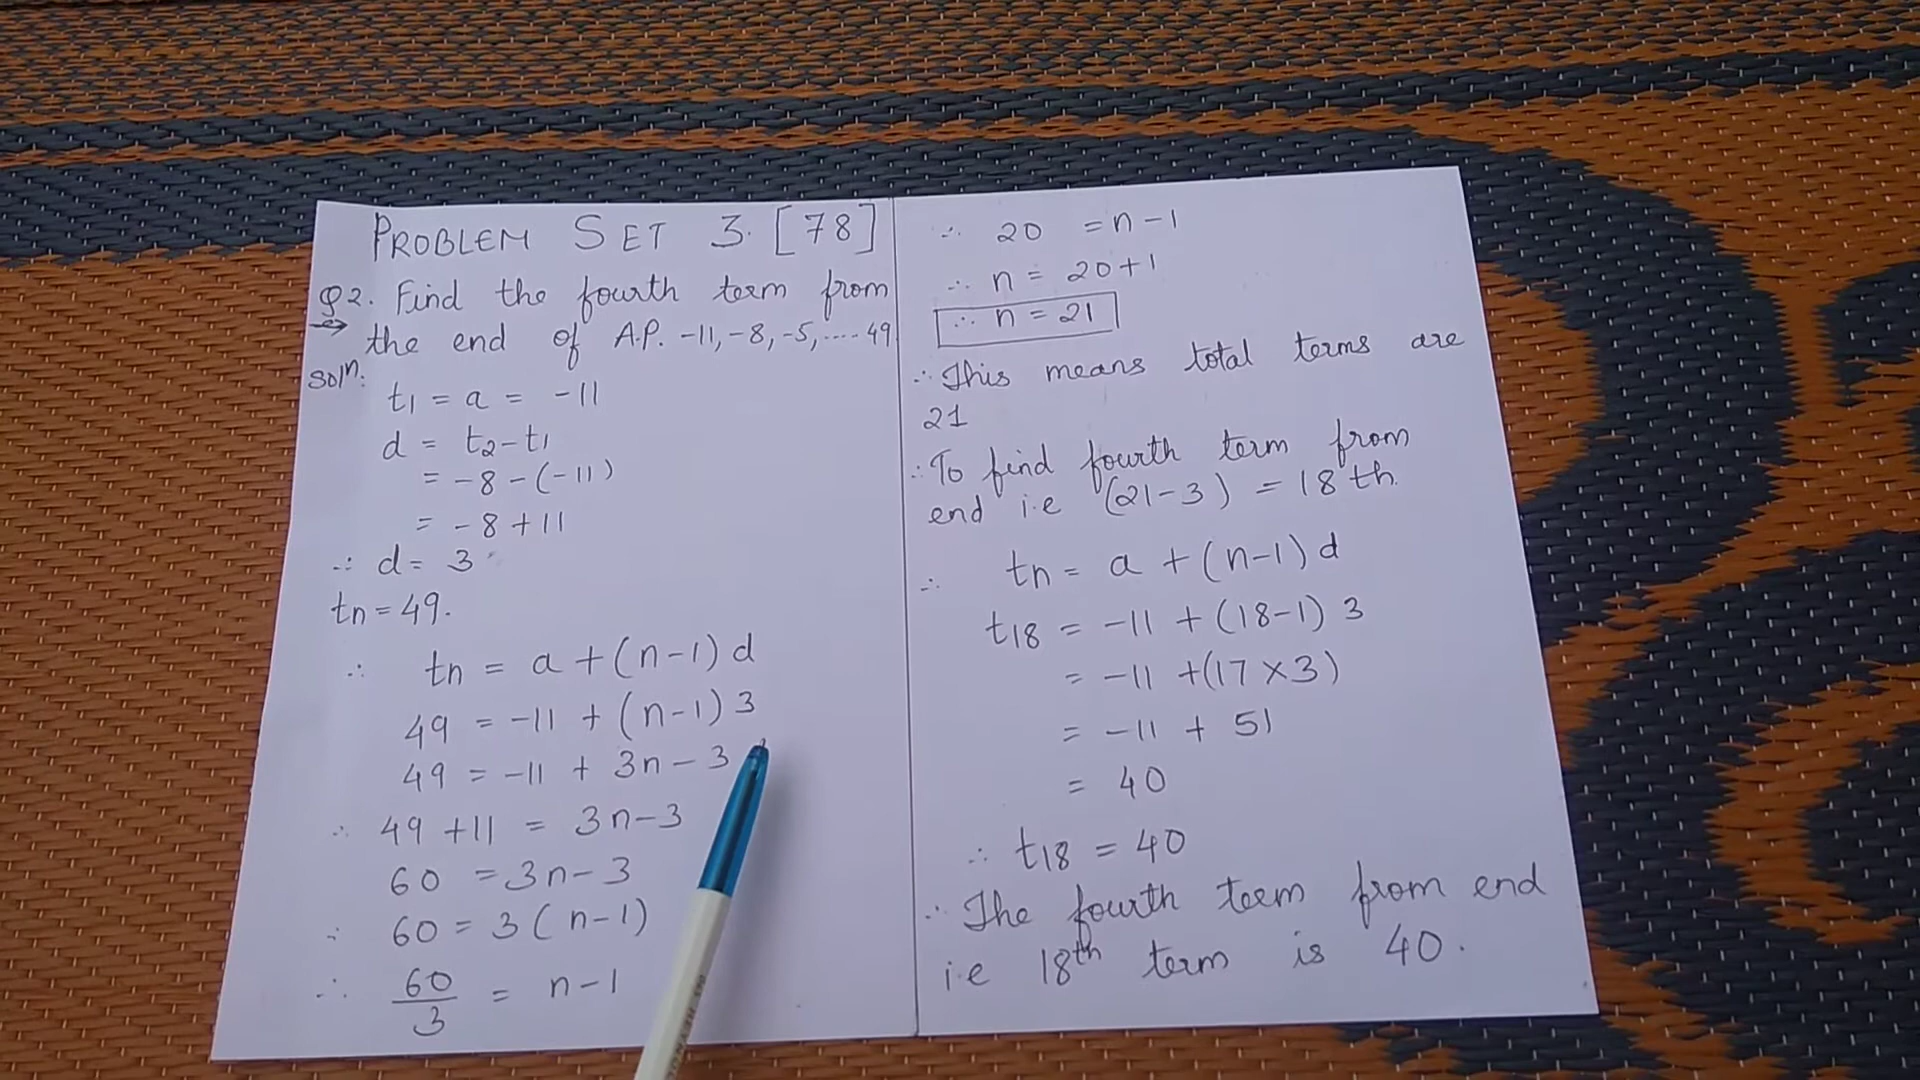 PROBLEM SET 3. [78]
Q2. Find the fourth term from
the end of A.P. -11, -8, -5, .... 49
Solⁿ:
t1 = a = -11
d = t2-t1
= -8-(-11)
= -8+11
∴ d= 3
tn=49.
∴ tn = a+(n-1)d
49 = -11 + (n-1)3
49 = -11 + 3n-3
∴ 49+11 = 3n-3
60 =3n-3
∴ 60=3(n-1)
∴ 60/3 = n-1
∴ 20 =n-1
∴ n = 20+1
∴ n = 21
∴ This means total terms are
21
∴ To find fourth term from
end i.e (21-3) = 18th.
∴ tn = a +(n-1)d
t18 = -11 +(18-1) 3
= -11 +(17×3)
= -11 + 51
= 40
∴ t18 = 40
∴ The fourth term from end
i.e 18th term is 40.